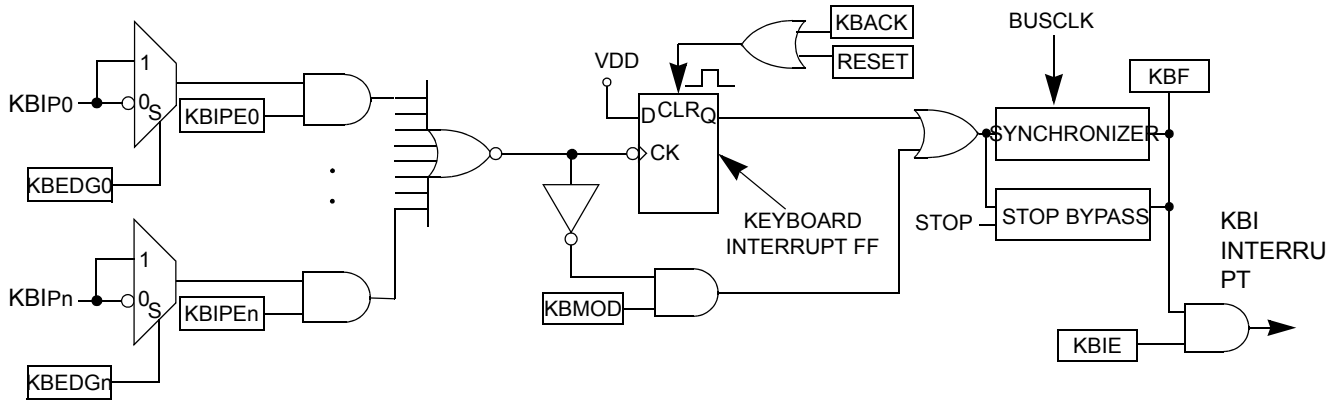 KBACK
BUSCLK
VDD
RESET
KBF
1
KBIP0
0
S
KBIPE0
D
CLR
Q
SYNCHRONIZER
CK
KBEDG0
KEYBOARD
INTERRUPT FF
STOP
STOP BYPASS
KBI
INTERRU
PT
1
KBIPn
0
S
KBIPEn
KBMOD
KBIE
KBEDGn